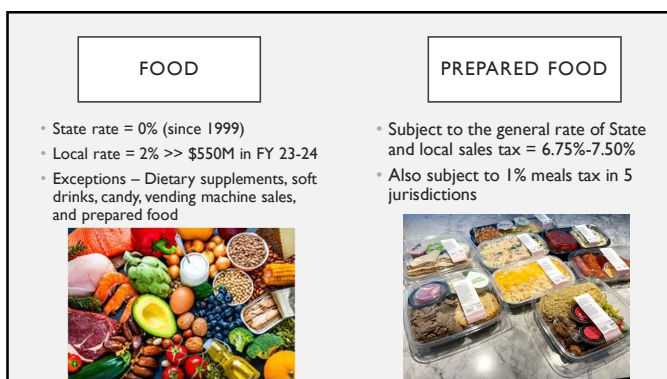 FOOD
• State rate = 0% (since 1999)
• Local rate = 2% >> $550M in FY 23-24
• Exceptions – Dietary supplements, soft
drinks, candy, vending machine sales,
and prepared food
PREPARED FOOD
• Subject to the general rate of State
and local sales tax = 6.75%-7.50%
• Also subject to 1% meals tax in 5
jurisdictions